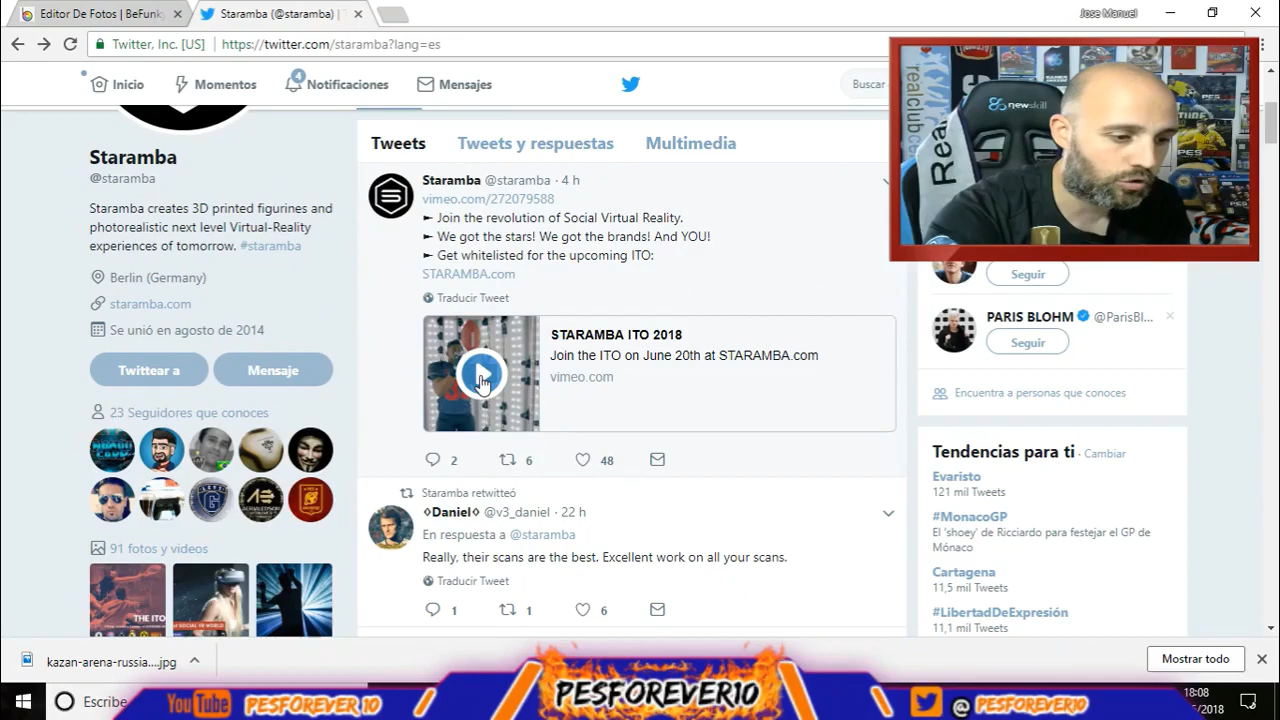 Editor De Fotos | BeFunky
Staramba (@staramba) | T
Jose Manuel
Twitter, Inc. [US]
https://twitter.com/staramba?lang=es
Inicio
Momentos
4
Notificaciones
Mensajes
Buscar
newskill
Staramba
@staramba
Staramba creates 3D printed figurines and
photorealistic next level Virtual-Reality
experiences of tomorrow. #staramba
Berlin (Germany)
staramba.com
Se unió en agosto de 2014
Twittear a
Mensaje
23 Seguidores que conoces
91 fotos y videos
Tweets
Tweets y respuestas
Multimedia
Staramba @staramba · 4 h
vimeo.com/272079588
► Join the revolution of Social Virtual Reality.
► We got the stars! We got the brands! And YOU!
► Get whitelisted for the upcoming ITO:
STARAMBA.com
Traducir Tweet
STARAMBA ITO 2018
Join the ITO on June 20th at STARAMBA.com
vimeo.com
2
6
48
Staramba retwitteó
◊Daniel◊ @v3_daniel · 22 h
En respuesta a @staramba
Really, their scans are the best. Excellent work on all your scans.
Traducir Tweet
1
1
6
Seguir
PARIS BLOHM @ParisBl...
Seguir
Encuentra a personas que conoces
Tendencias para ti · Cambiar
Evaristo
121 mil Tweets
#MonacoGP
El 'shoey' de Ricciardo para festejar el GP de
Mónaco
Cartagena
11,5 mil Tweets
#LibertadDeExpresión
11,1 mil Tweets
kazan-arena-russia....jpg
Mostrar todo
Escribe
YouTube
PESFOREVER 10
PESFOREVER10
@ PESFOREVER10
18:08
/2018